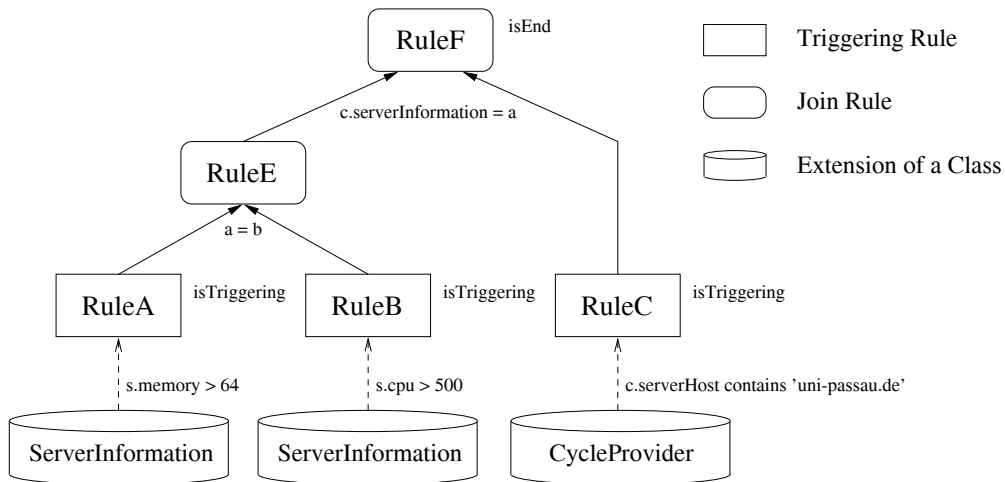 RuleF
isEnd
Triggering Rule
c.serverInformation = a
Join Rule
RuleE
Extension of a Class
a = b
RuleA
isTriggering
RuleB
isTriggering
RuleC
isTriggering
s.memory > 64
s.cpu > 500
c.serverHost contains 'uni-passau.de'
ServerInformation
ServerInformation
CycleProvider